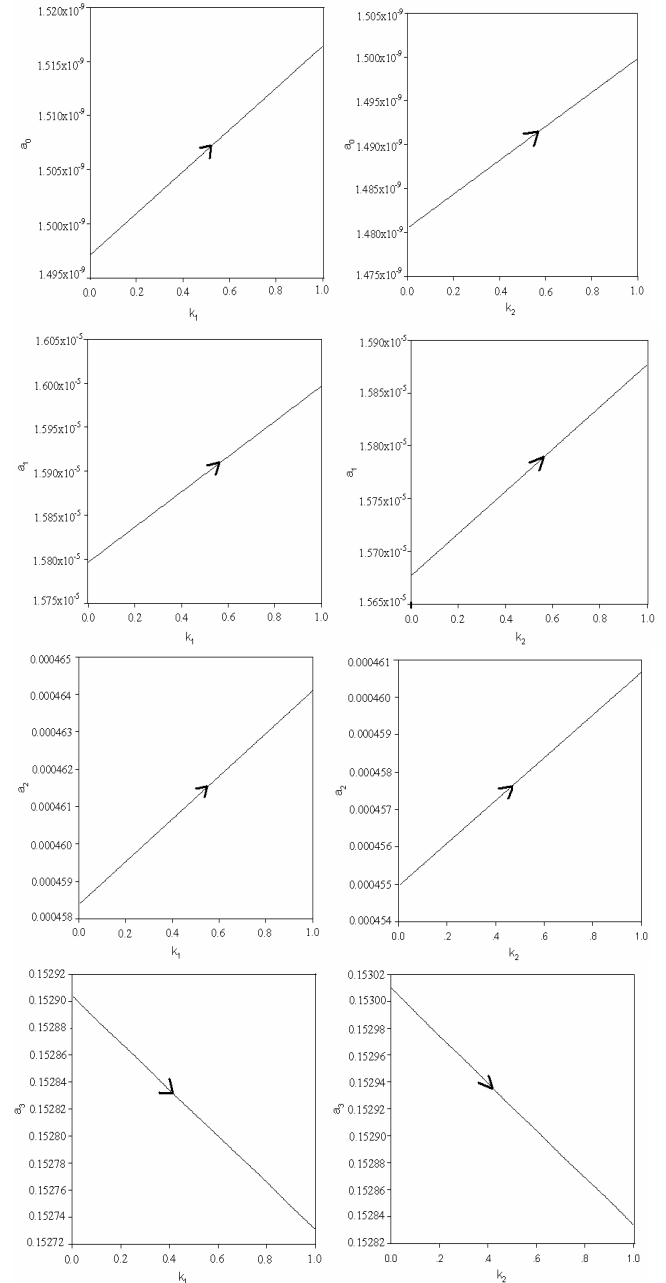 1.520x10⁻⁹
1.515x10⁻⁹
1.510x10⁻⁹
1.507x10⁻⁹
1.500x10⁻⁹
1.495x10⁻⁹
a₀
0.0 0.2 0.4 0.6 0.8 1.0
k₁
1.505x10⁻⁹
1.500x10⁻⁹
1.495x10⁻⁹
1.490x10⁻⁹
1.485x10⁻⁹
1.480x10⁻⁹
1.475x10⁻⁹
a₀
0.0 0.2 0.4 0.6 0.8 1.0
k₂
1.605x10⁻⁵
1.600x10⁻⁵
1.595x10⁻⁵
1.590x10⁻⁵
1.585x10⁻⁵
1.580x10⁻⁵
1.575x10⁻⁵
a₁
0.0 0.2 0.4 0.6 0.8 1.0
k₁
1.590x10⁻⁵
1.585x10⁻⁵
1.580x10⁻⁵
1.575x10⁻⁵
1.570x10⁻⁵
1.565x10⁻⁵
a₁
0.0 0.2 0.4 0.6 0.8 1.0
k₂
0.000465
0.000464
0.000463
0.000462
0.000461
0.000460
0.000459
0.000458
a₂
0.0 0.2 0.4 0.6 0.8 1.0
k₁
0.000461
0.000460
0.000459
0.000458
0.000457
0.000456
0.000455
0.000454
a₂
0.0 .2 .4 .6 .8 1.0
k₂
0.15292
0.15290
0.15288
0.15286
0.15284
0.15282
0.15280
0.15278
0.15276
0.15274
0.15272
a₃
0.0 0.2 0.4 0.6 0.8 1.0
k₁
0.15302
0.15300
0.15298
0.15296
0.15294
0.15292
0.15290
0.15288
0.15286
0.15284
0.15282
a₃
0.0 .2 .4 .6 .8 1.0
k₂